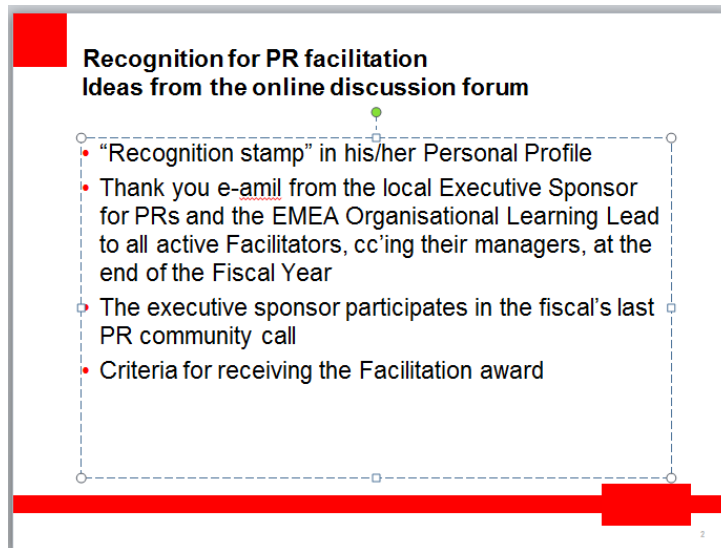 Recognition for PR facilitation
Ideas from the online discussion forum
• “Recognition stamp” in his/her Personal Profile
• Thank you e-amil from the local Executive Sponsor
for PRs and the EMEA Organisational Learning Lead
to all active Facilitators, cc’ing their managers, at the
end of the Fiscal Year
• The executive sponsor participates in the fiscal’s last
PR community call
• Criteria for receiving the Facilitation award
2